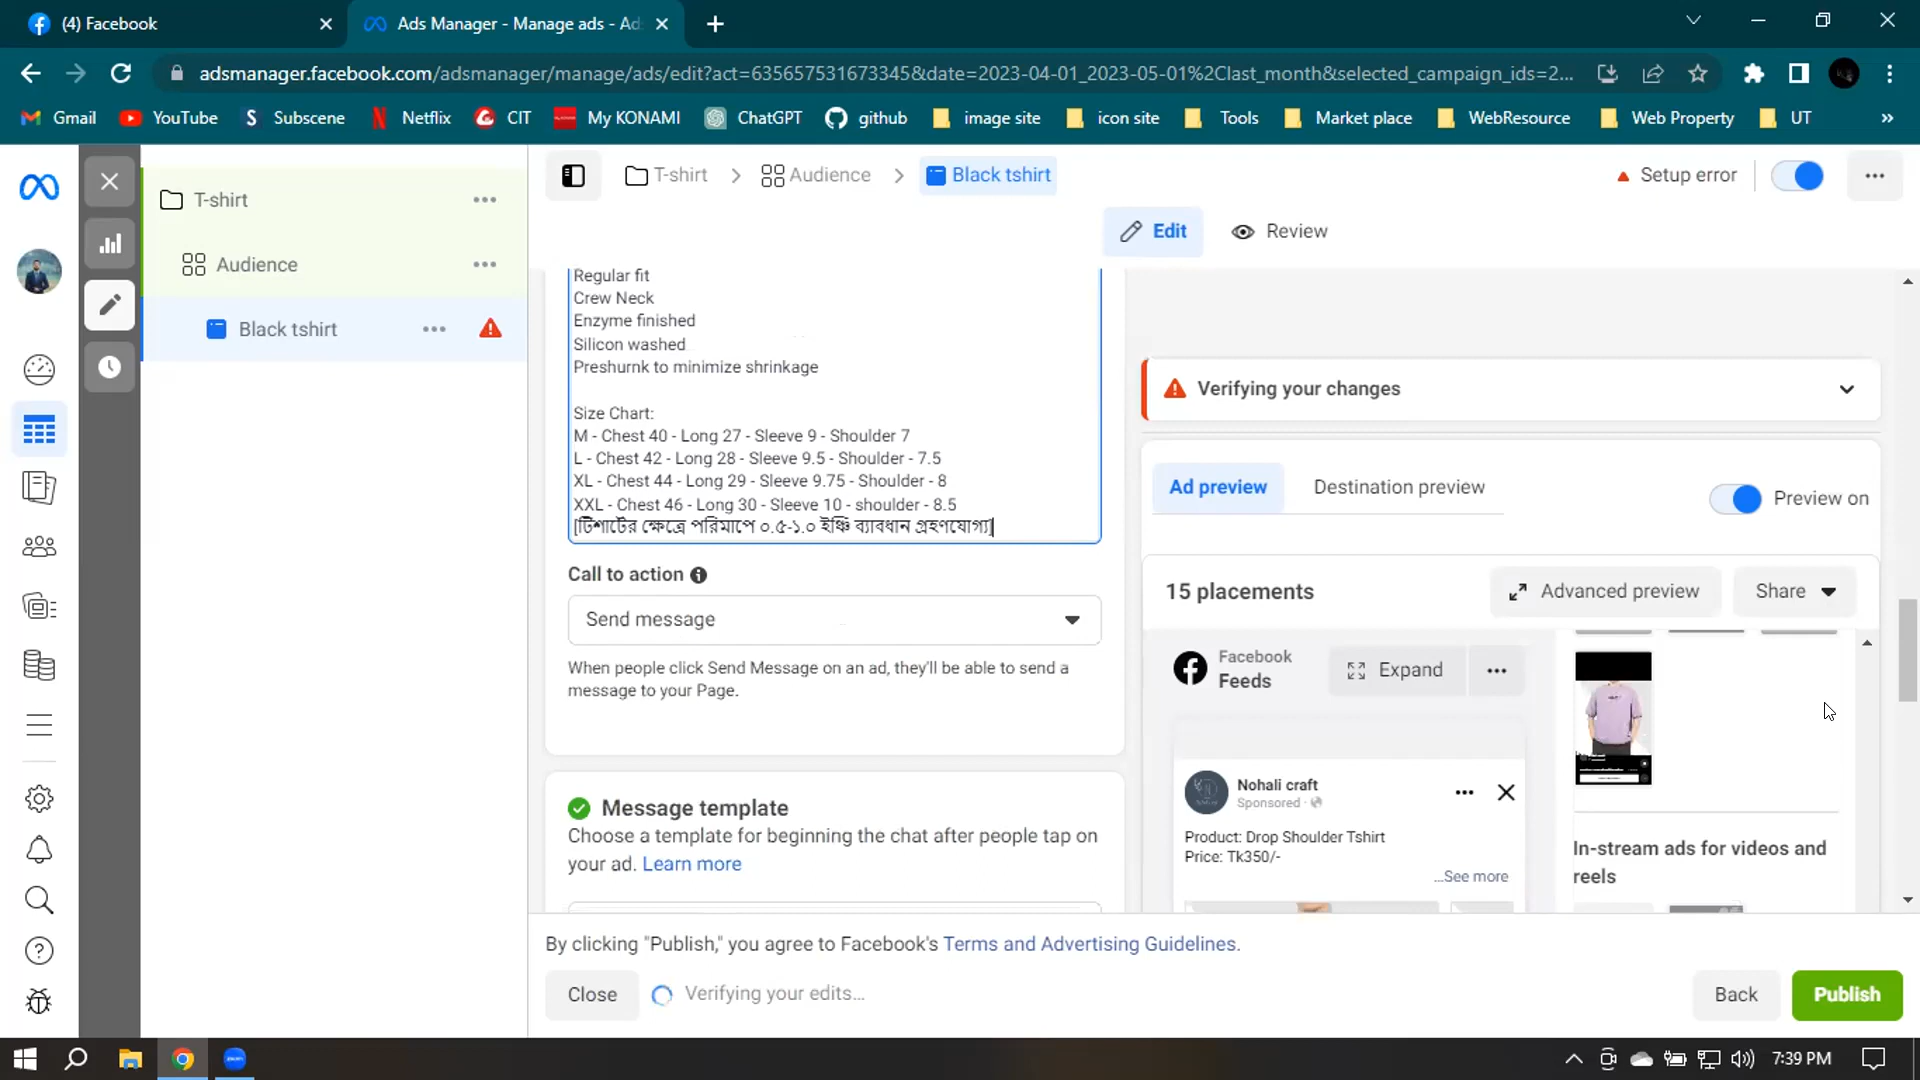 (4) Facebook
Ads Manager - Manage ads - Ad
adsmanager.facebook.com/adsmanager/manage/ads/edit?act=635657531673345&date=2023-04-01_2023-05-01%2Clast_month&selected_campaign_ids=2...
Gmail YouTube Subscene Netflix CIT My KONAMI ChatGPT github image site icon site Tools Market place WebResource Web Property UT »
T-shirt
Audience
Black tshirt
T-shirt > Audience > Black tshirt
Setup error
Edit
Review
Regular fit
Crew Neck
Enzyme finished
Silicon washed
Preshurnk to minimize shrinkage
Size Chart:
M - Chest 40 - Long 27 - Sleeve 9 - Shoulder 7
L - Chest 42 - Long 28 - Sleeve 9.5 - Shoulder - 7.5
XL - Chest 44 - Long 29 - Sleeve 9.75 - Shoulder - 8
XXL - Chest 46 - Long 30 - Sleeve 10 - shoulder - 8.5
[টিশার্টের ক্ষেত্রে পরিমাপে ০.৫-১.০ ইঞ্চি ব্যাবধান গ্রহণযোগ্য]
Call to action
Send message
When people click Send Message on an ad, they'll be able to send a
message to your Page.
Message template
Choose a template for beginning the chat after people tap on
your ad. Learn more
Verifying your changes
Ad preview
Destination preview
Preview on
15 placements
Advanced preview
Share
Facebook
Feeds
Expand
Nohali craft
Sponsored ·
Product: Drop Shoulder Tshirt
Price: Tk350/-
...See more
In-stream ads for videos and
reels
By clicking "Publish," you agree to Facebook's Terms and Advertising Guidelines.
Close
Verifying your edits...
Back
Publish
7:39 PM